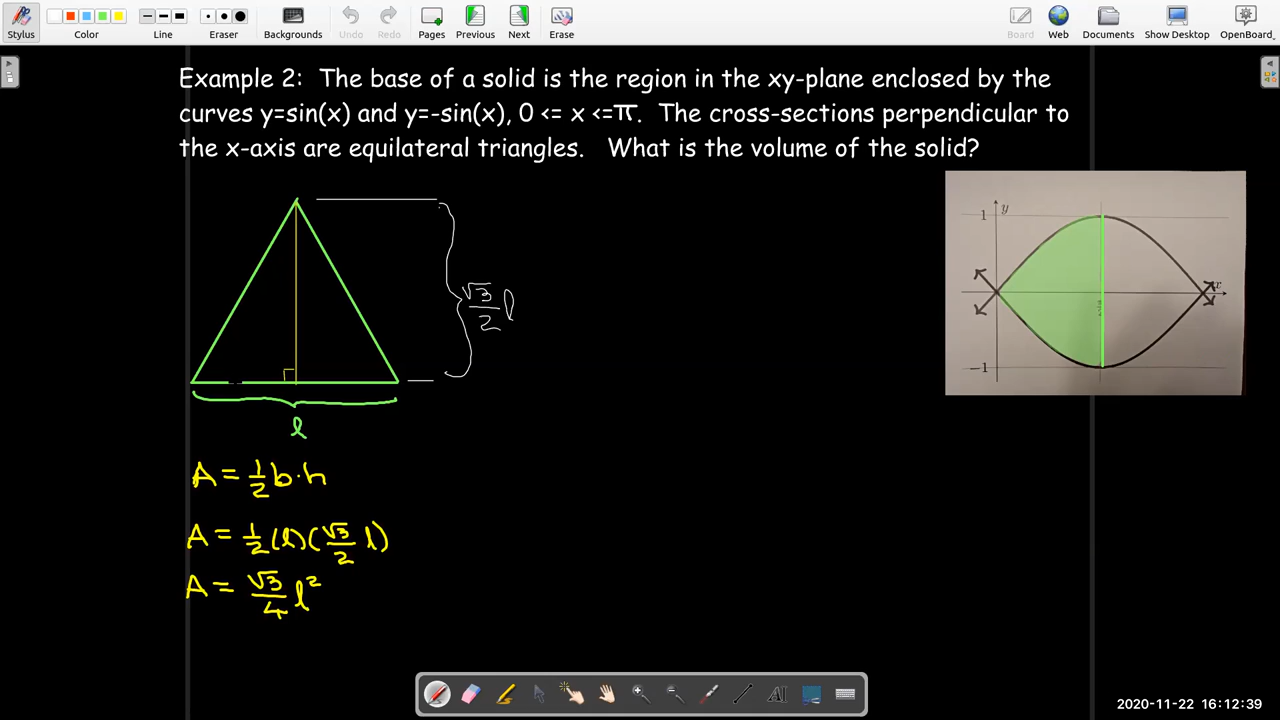 Stylus Color Line Eraser Backgrounds Undo Redo Pages Previous Next Erase Board Web Documents Show Desktop OpenBoard
Example 2: The base of a solid is the region in the xy-plane enclosed by the
curves y=sin(x) and y=-sin(x), 0 <= x <=π. The cross-sections perpendicular to
the x-axis are equilateral triangles. What is the volume of the solid?
1 y
x
-1
√3/2 l
l
A = 1/2 b·h
A = 1/2 (l)(√3/2 l)
A = √3/4 l²
AI
2020-11-22 16:12:39